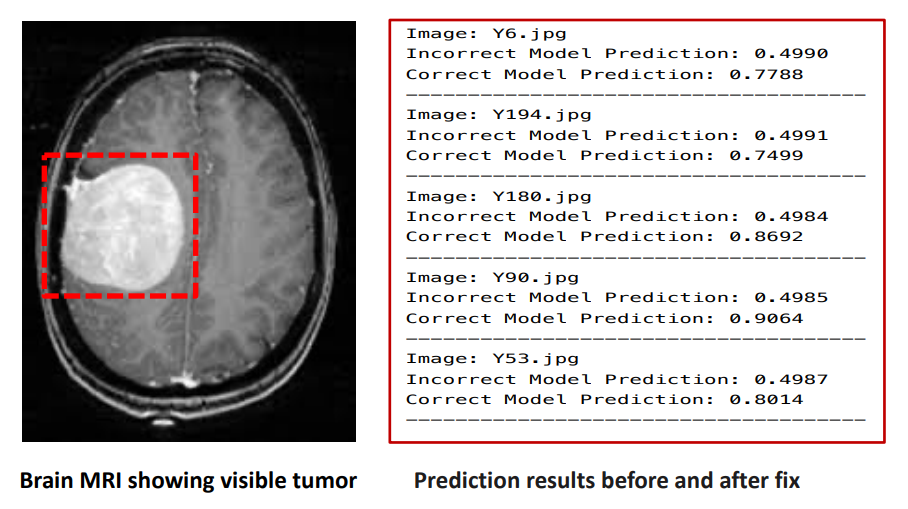 Image: Y6.jpg
Incorrect Model Prediction: 0.4990
Correct Model Prediction: 0.7788
Image: Y194.jpg
Incorrect Model Prediction: 0.4991
Correct Model Prediction: 0.7499
Image: Y180.jpg
Incorrect Model Prediction: 0.4984
Correct Model Prediction: 0.8692
Image: Y90.jpg
Incorrect Model Prediction: 0.4985
Correct Model Prediction: 0.9064
Image: Y53.jpg
Incorrect Model Prediction: 0.4987
Correct Model Prediction: 0.8014
Brain MRI showing visible tumor
Prediction results before and after fix